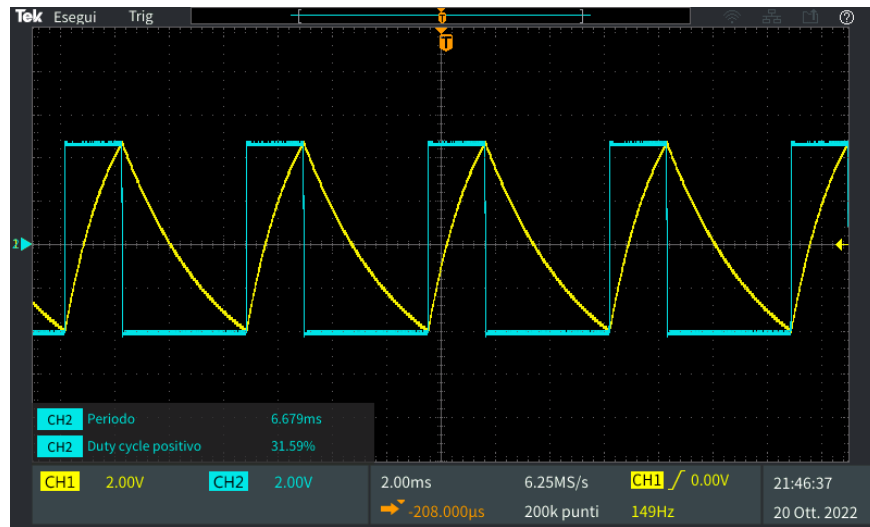 Tek Esegui Trig
T
T
1
CH2 Periodo 6.679ms
CH2 Duty cycle positivo 31.59%
CH1 2.00V CH2 2.00V 2.00ms 6.25MS/s CH1 0.00V 21:46:37
-208.000μs 200k punti 149Hz 20 Ott. 2022